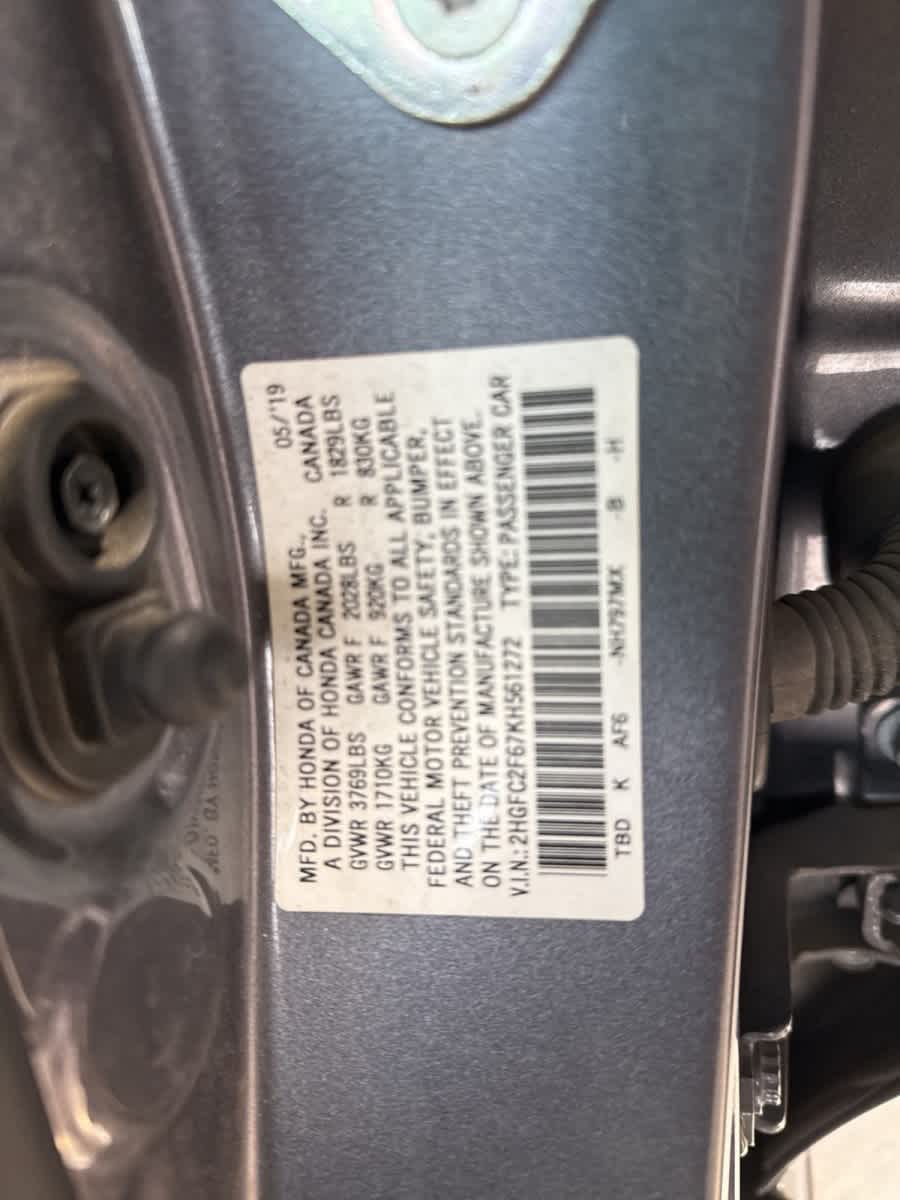 05/'19
MFD. BY HONDA OF CANADA MFG.,
A DIVISION OF HONDA CANADA INC. CANADA
GVWR 3769LBS GAWR F 2028LBS R 1829LBS
GVWR 1710KG GAWR F 920KG R 830KG
THIS VEHICLE CONFORMS TO ALL APPLICABLE
FEDERAL MOTOR VEHICLE SAFETY, BUMPER,
AND THEFT PREVENTION STANDARDS IN EFFECT
ON THE DATE OF MANUFACTURE SHOWN ABOVE.
V.I.N.: 2HGFC2F67KH561272 TYPE: PASSENGER CAR
TBD K AF6 -NH797MX -B -H